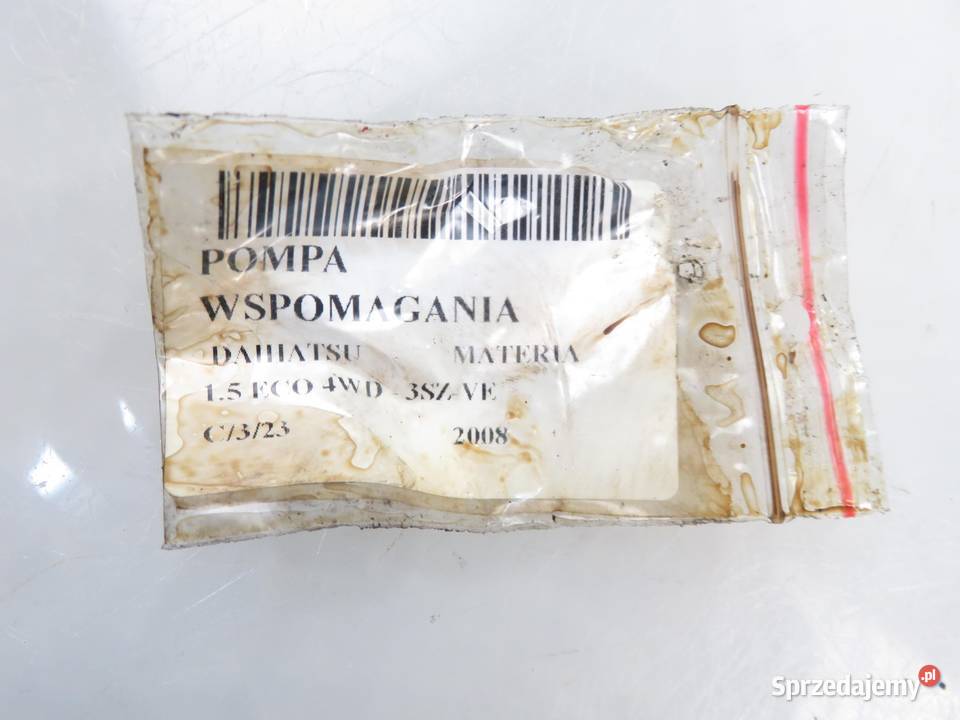 POMPA
WSPOMAGANIA
DAIHATSU MATERIA
1.5 ECO 4WD - 3SZ-VE
C/3/23 2008
Sprzedajemy.pl